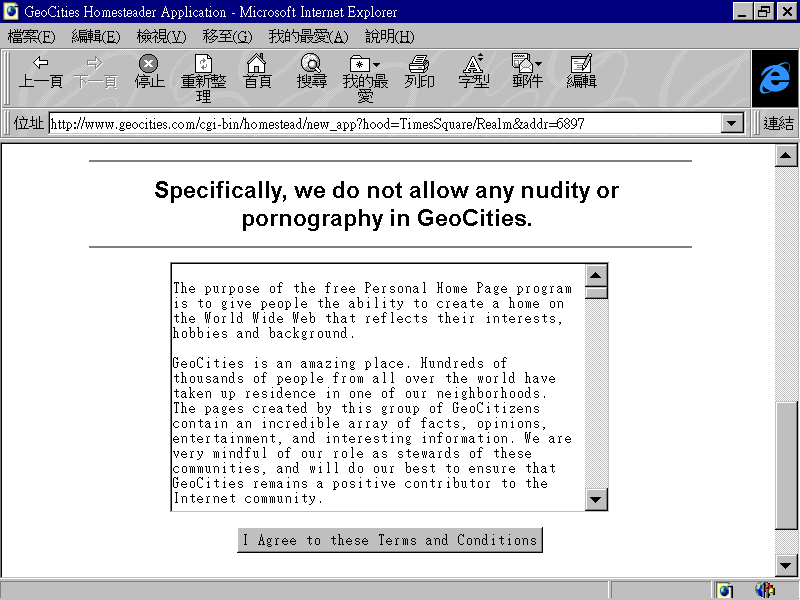 GeoCities Homesteader Application - Microsoft Internet Explorer
檔案(F) 編輯(E) 檢視(V) 移至(G) 我的最愛(A) 說明(H)
上一頁 下一頁 停止 重新整理 首頁 搜尋 我的最愛 列印 字型 郵件 編輯
位址 http://www.geocities.com/cgi-bin/homestead/new_app?hood=TimesSquare/Realm&addr=6897 連結
Specifically, we do not allow any nudity or
pornography in GeoCities.
The purpose of the free Personal Home Page program
is to give people the ability to create a home on
the World Wide Web that reflects their interests,
hobbies and background.
GeoCities is an amazing place. Hundreds of
thousands of people from all over the world have
taken up residence in one of our neighborhoods.
The pages created by this group of GeoCitizens
contain an incredible array of facts, opinions,
entertainment, and interesting information. We are
very mindful of our role as stewards of these
communities, and will do our best to ensure that
GeoCities remains a positive contributor to the
Internet community.
I Agree to these Terms and Conditions